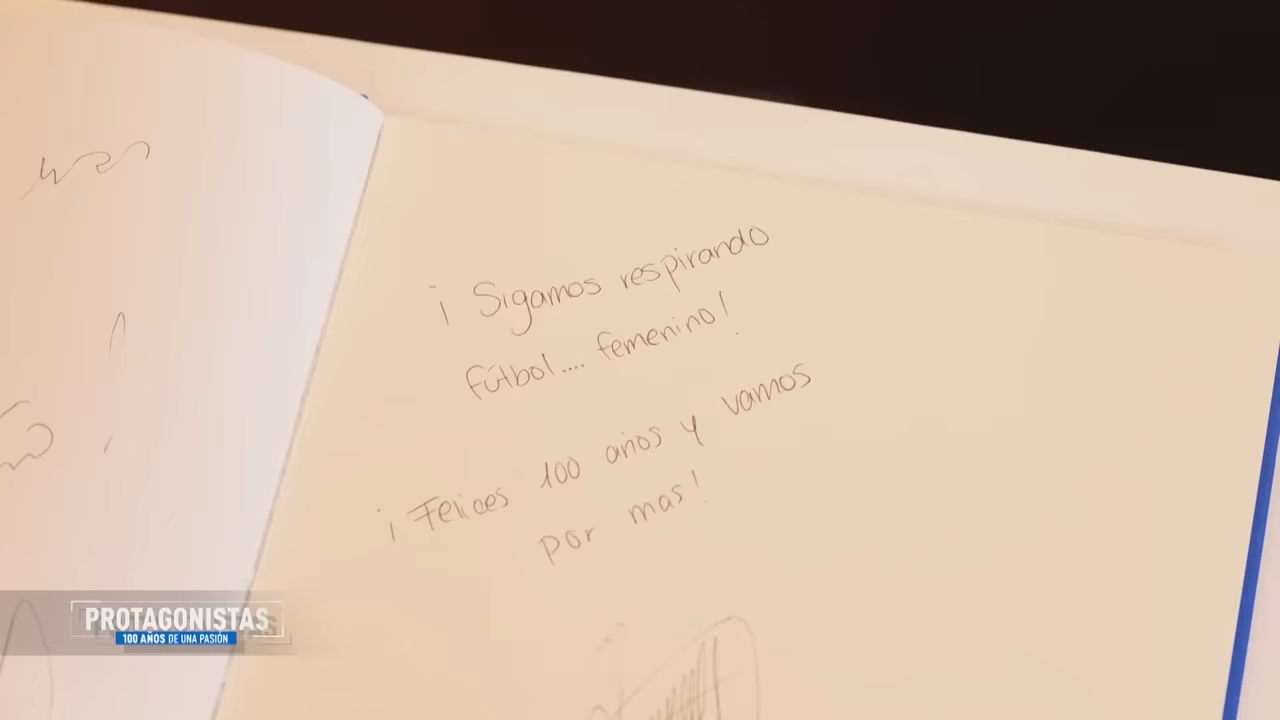 ¡Sigamos respirando
fútbol.... femenino!
¡Felices 100 años y vamos
por mas!
PROTAGONISTAS
100 AÑOS DE UNA PASIÓN